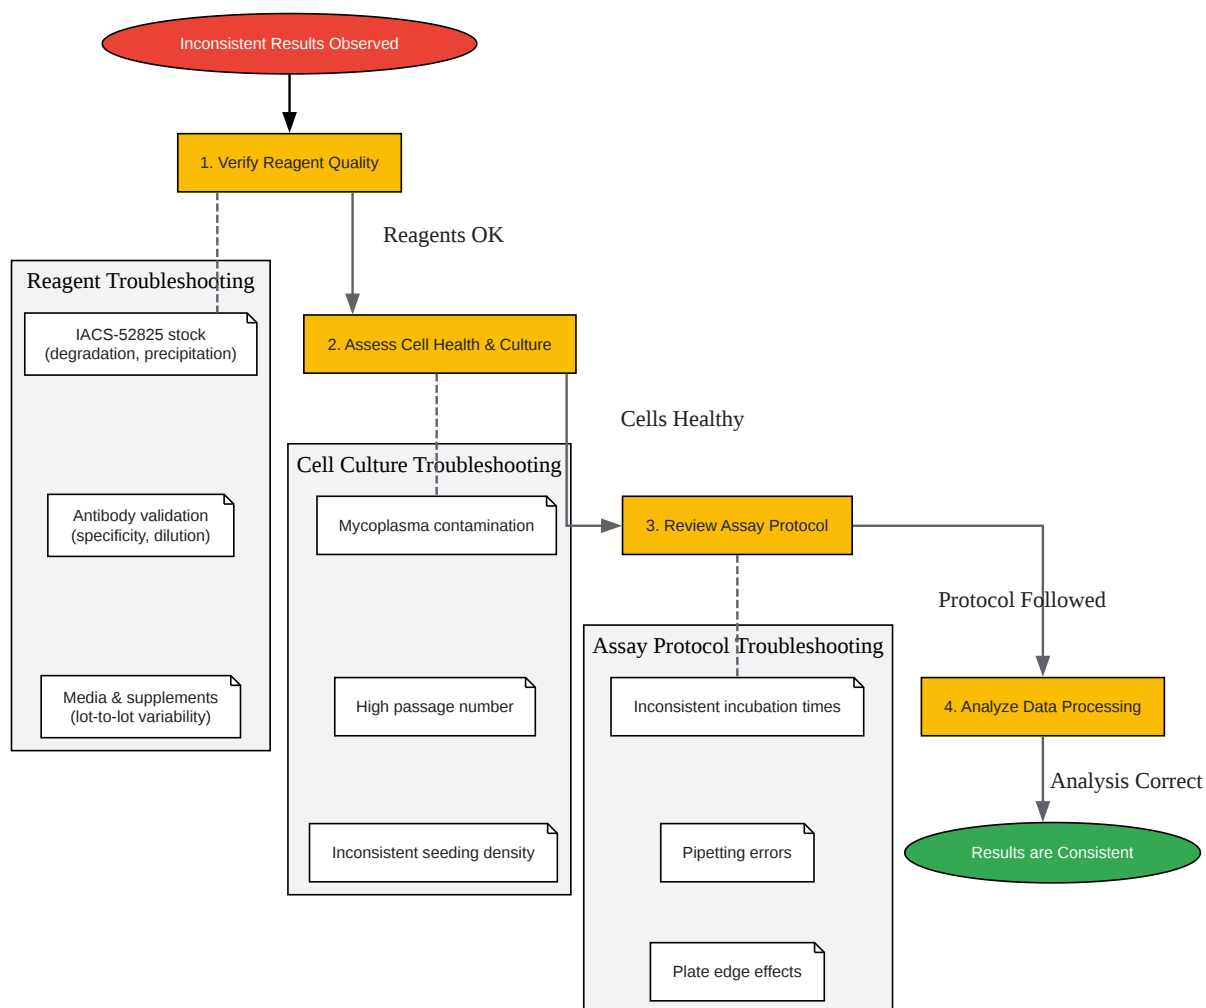 Inconsistent Results Observed
1. Verify Reagent Quality
Reagents OK
Reagent Troubleshooting
IACS-52825 stock
(degradation, precipitation)
Antibody validation
(specificity, dilution)
Media & supplements
(lot-to-lot variability)
2. Assess Cell Health & Culture
Cells Healthy
Cell Culture Troubleshooting
Mycoplasma contamination
High passage number
Inconsistent seeding density
3. Review Assay Protocol
Protocol Followed
Assay Protocol Troubleshooting
Inconsistent incubation times
Pipetting errors
Plate edge effects
4. Analyze Data Processing
Analysis Correct
Results are Consistent